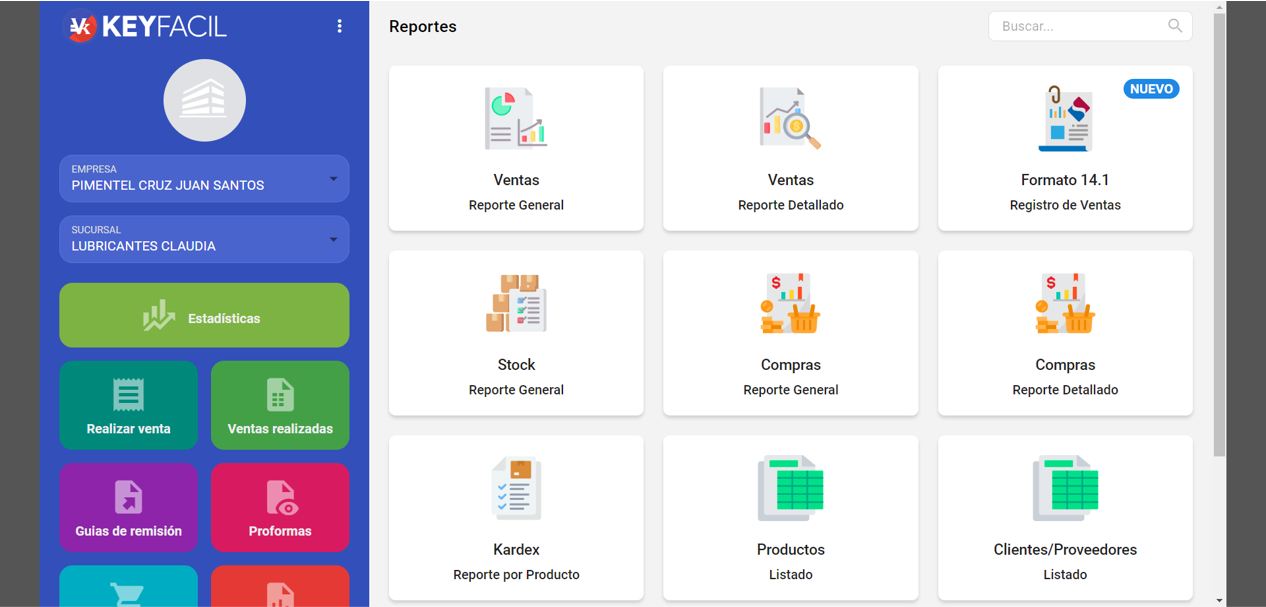 KEYFACIL
EMPRESA
PIMENTEL CRUZ JUAN SANTOS
SUCURSAL
LUBRICANTES CLAUDIA
Estadísticas
Realizar venta
Ventas realizadas
Guias de remisión
Proformas
Reportes
Buscar...
Ventas
Reporte General
Ventas
Reporte Detallado
NUEVO
Formato 14.1
Registro de Ventas
Stock
Reporte General
Compras
Reporte General
Compras
Reporte Detallado
Kardex
Reporte por Producto
Productos
Listado
Clientes/Proveedores
Listado